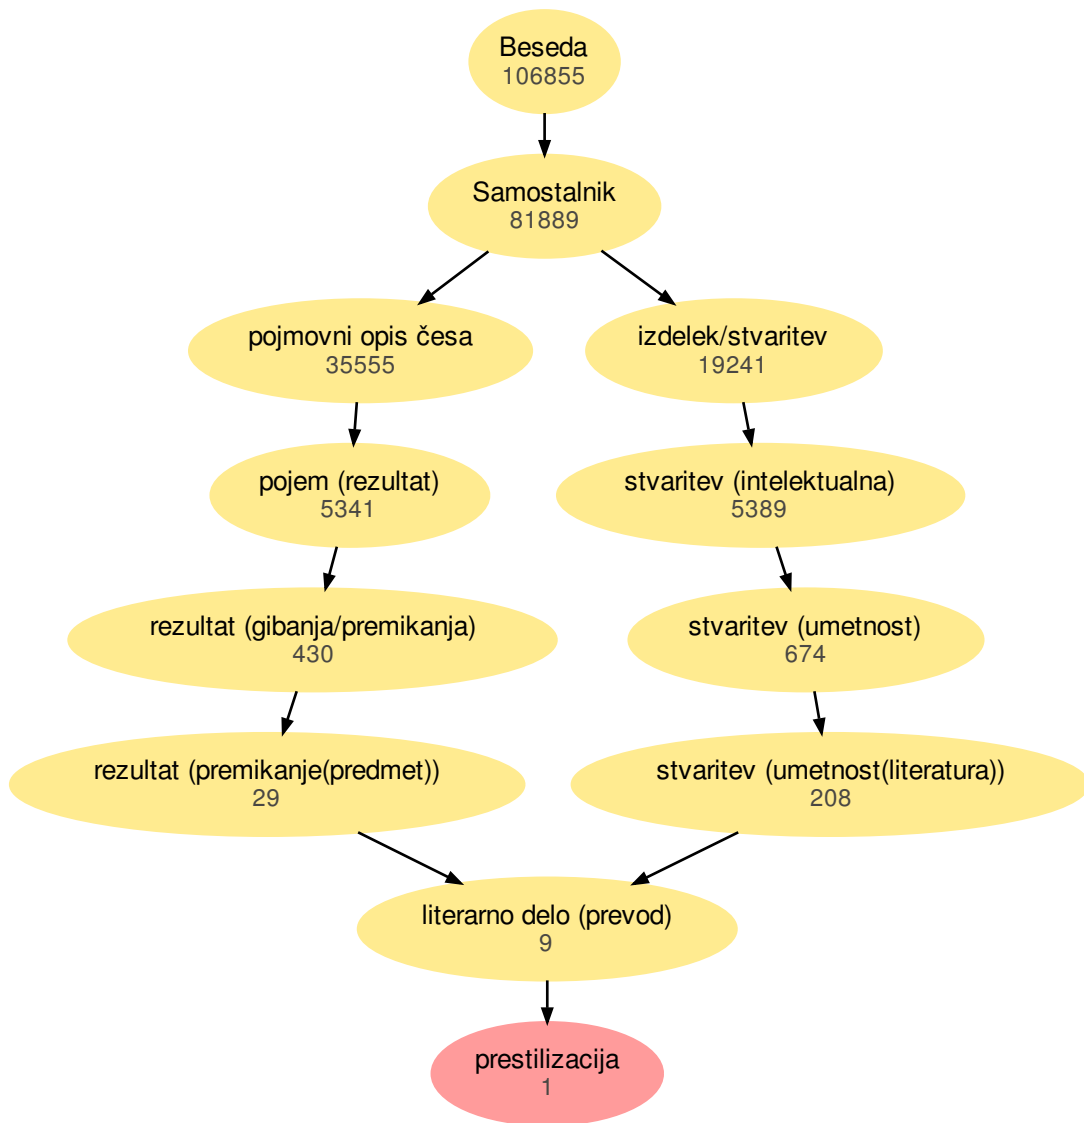 Beseda
106855
Samostalnik
81889
pojmovni opis česa
35555
izdelek/stvaritev
19241
pojem (rezultat)
5341
stvaritev (intelektualna)
5389
rezultat (gibanja/premikanja)
430
stvaritev (umetnost)
674
rezultat (premikanje(predmet))
29
stvaritev (umetnost(literatura))
208
literarno delo (prevod)
9
prestilizacija
1